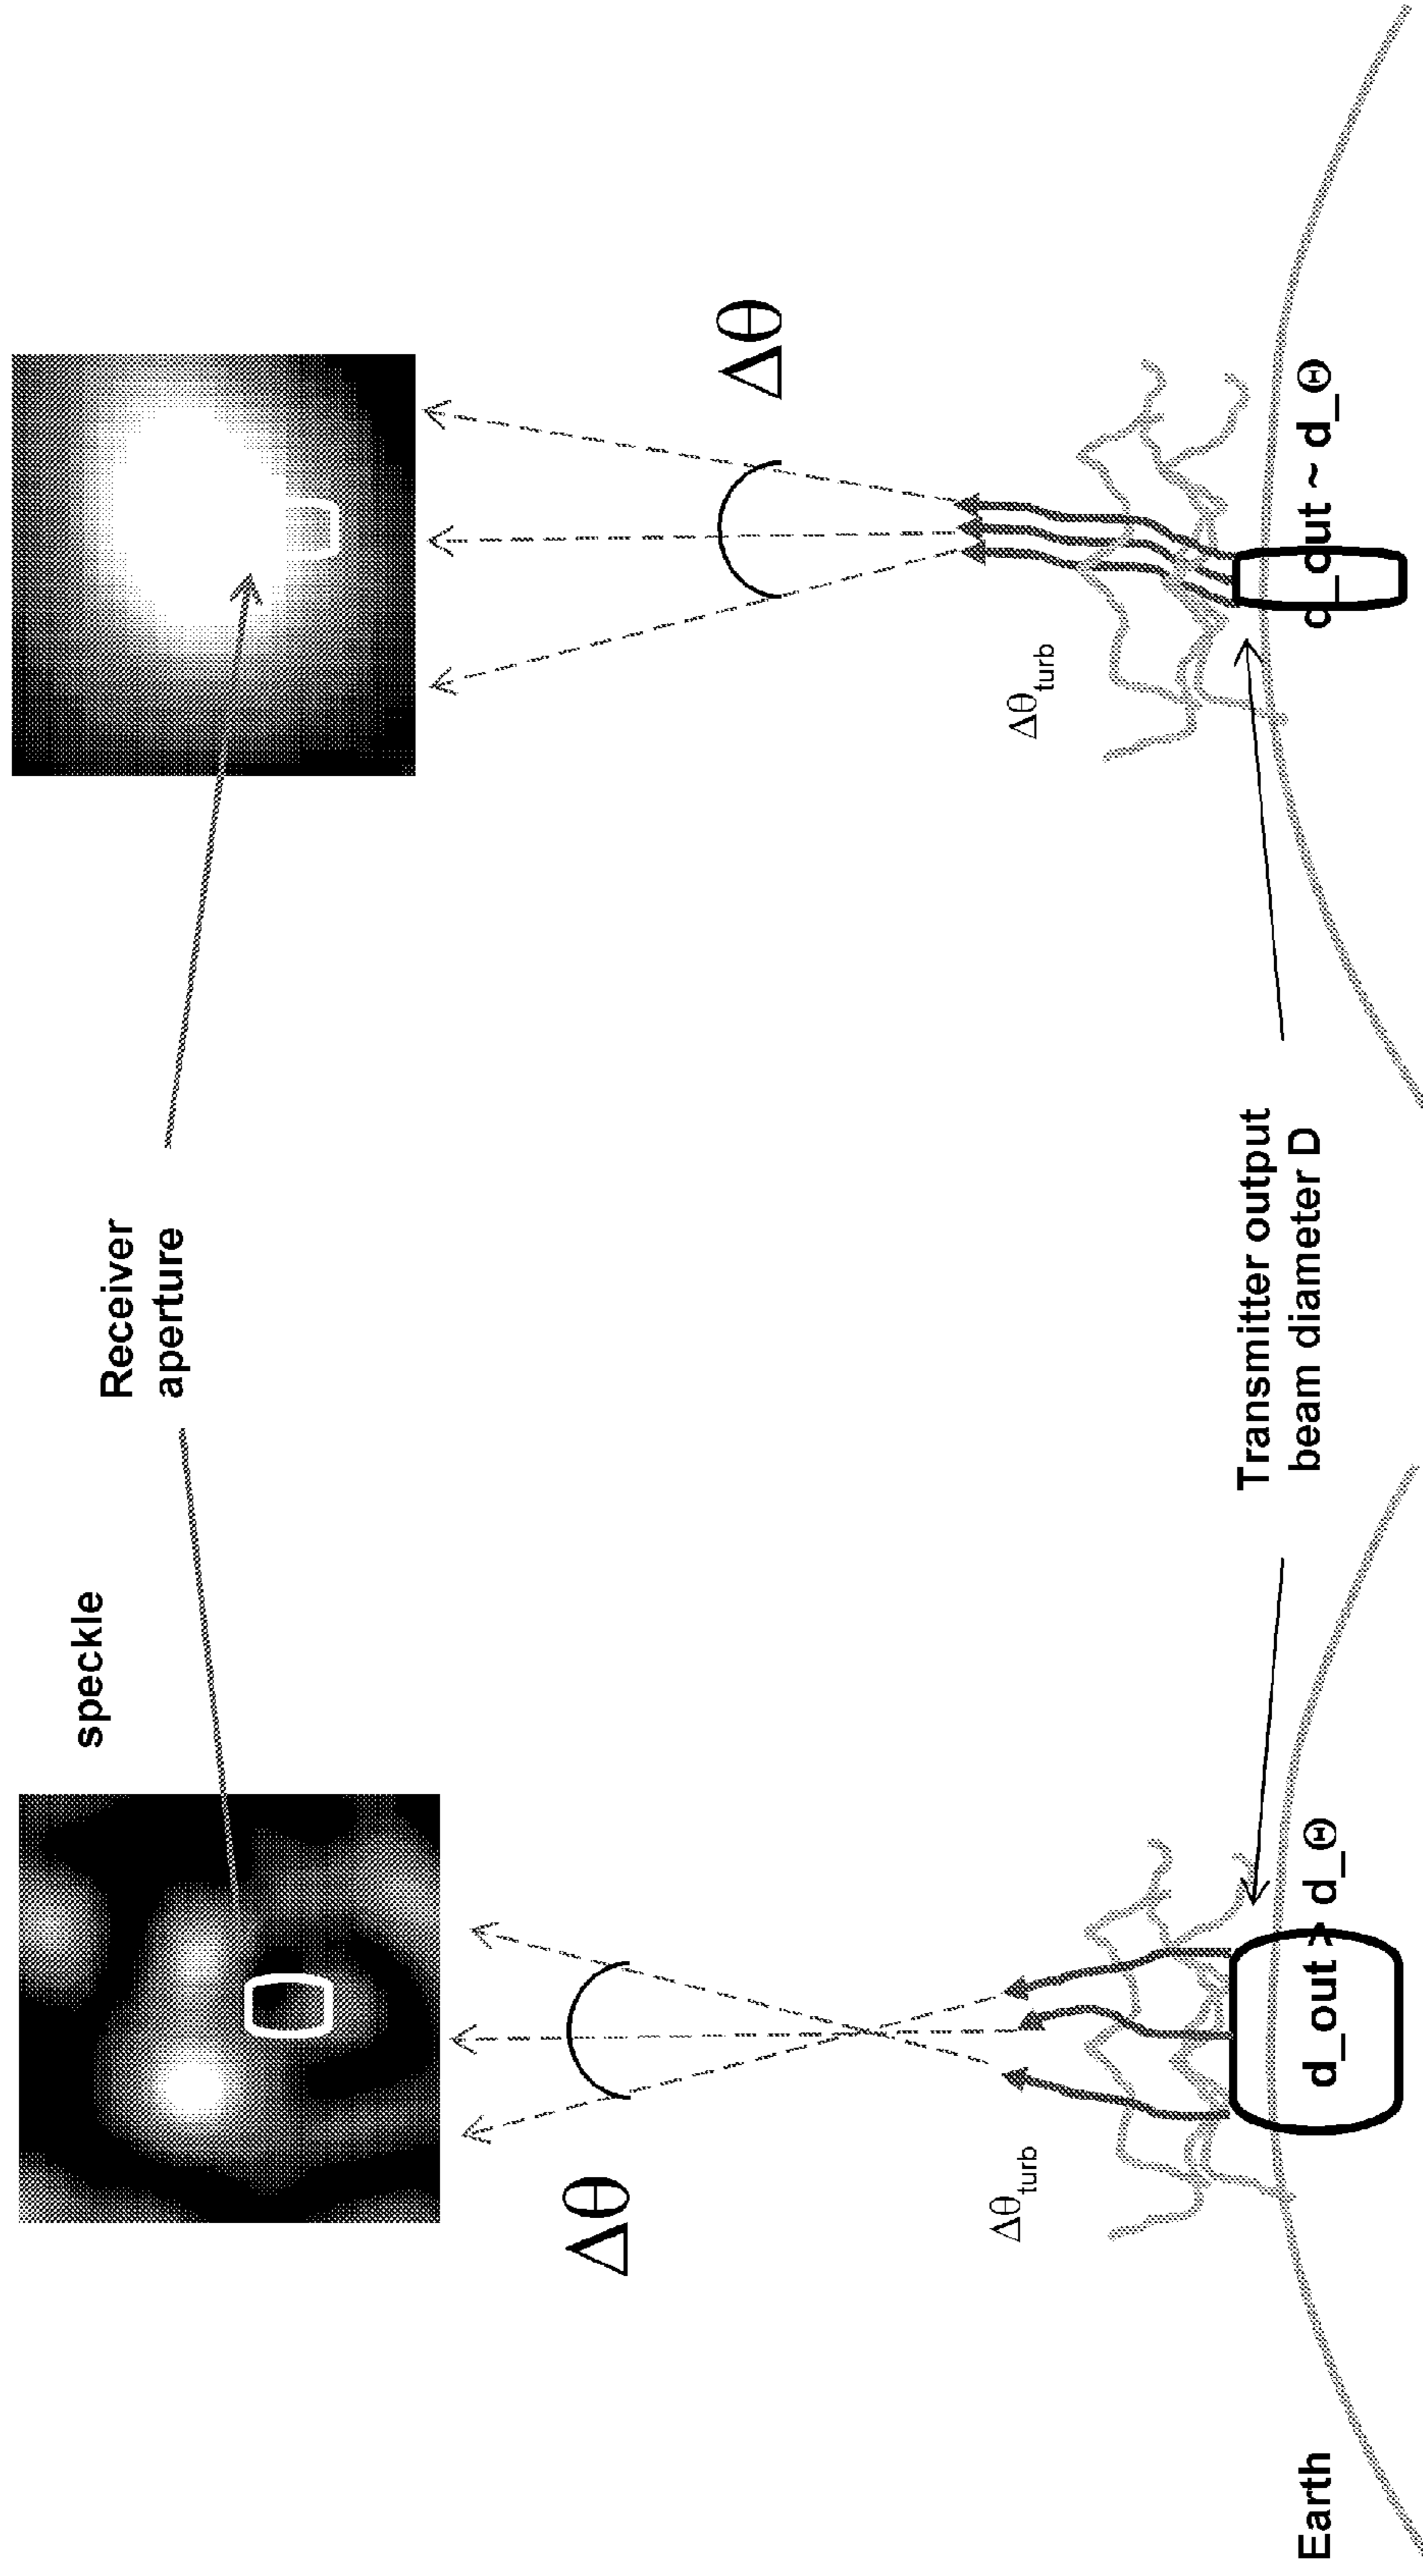 speckle
Receiver
aperture
Δθ
Δθ
Δθturb
Δθturb
Transmitter output
beam diameter D
Earth
d_out > d_Θ
d_out ~ d_Θ